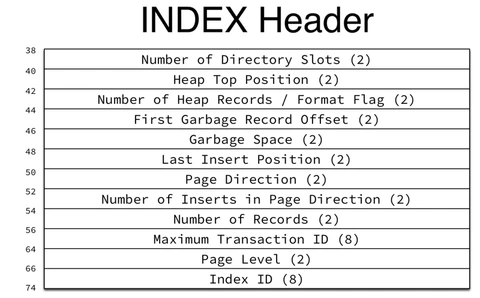 INDEX Header
38
Number of Directory Slots (2)
40
Heap Top Position (2)
42
Number of Heap Records / Format Flag (2)
44
First Garbage Record Offset (2)
46
Garbage Space (2)
48
Last Insert Position (2)
50
Page Direction (2)
52
Number of Inserts in Page Direction (2)
54
Number of Records (2)
56
Maximum Transaction ID (8)
64
Page Level (2)
66
Index ID (8)
74